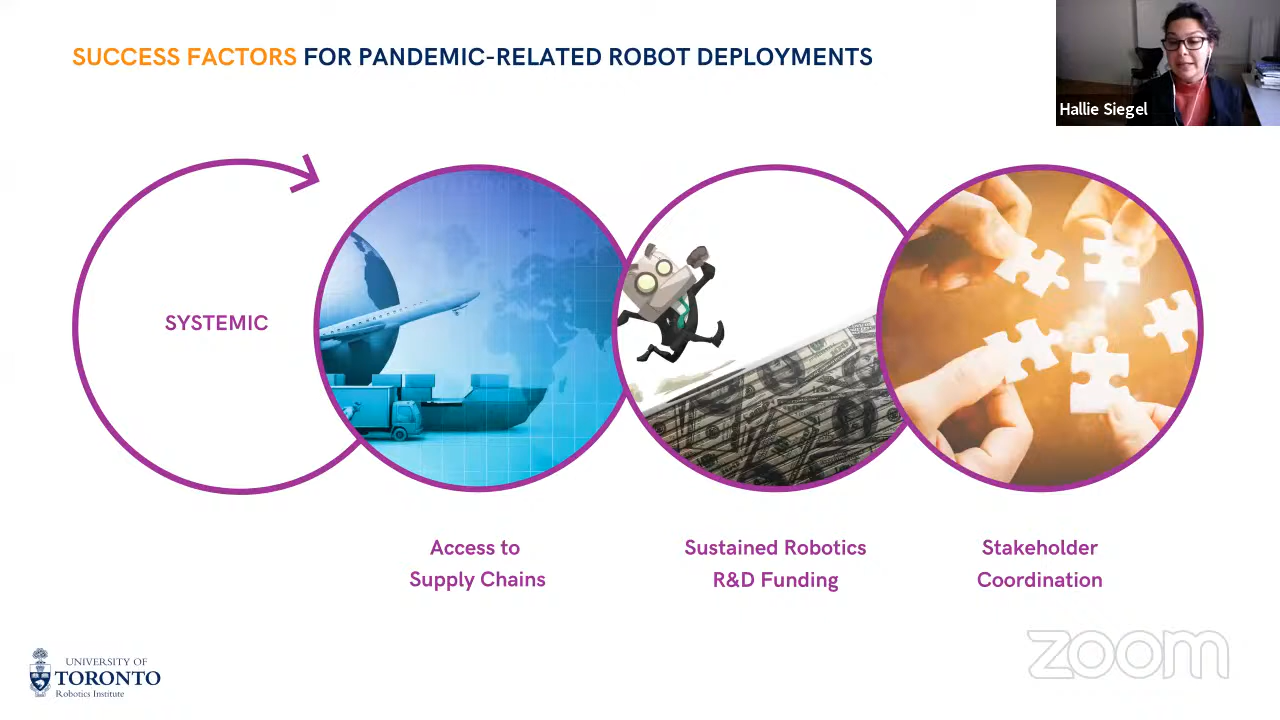 SUCCESS FACTORS FOR PANDEMIC-RELATED ROBOT DEPLOYMENTS
Hallie Siegel
SYSTEMIC
Access to
Supply Chains
Sustained Robotics
R&D Funding
Stakeholder
Coordination
UNIVERSITY OF
TORONTO
Robotics Institute
zoom